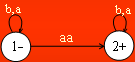 b,a b,a
aa
1- 2+